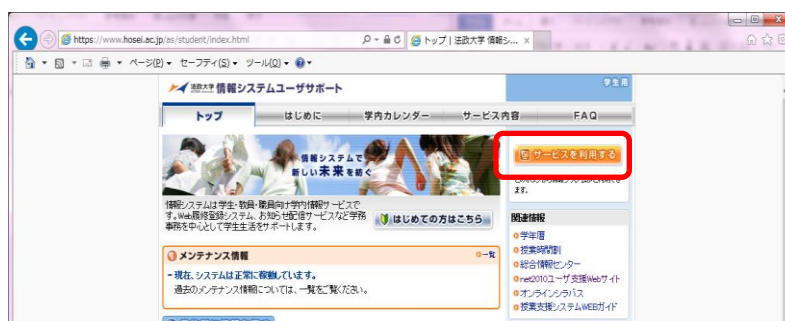 https://www.hosei.ac.jp/as/student/index.html
トップ | 法政大学 情報シ...
ページ(P) セーフティ(S) ツール(O)
法政大学 情報システムユーザサポート
学生用
トップ はじめに 学内カレンダー サービス内容 FAQ
情報システムで
新しい未来を紡ぐ
サービスを利用する
ます。
情報システムは学生・教員・職員向け学内情報サービスで
す。Web履修登録システム、お知らせ配信サービスなど学務
事務を中心として学生生活をサポートします。
はじめての方はこちら
関連情報
学年暦
授業時間割
総合情報センター
net2010ユーザ支援Webサイト
オンラインシラバス
授業支援システムWEBガイド
メンテナンス情報
一覧
現在、システムは正常に稼働しています。
過去のメンテナンス情報については、一覧をご覧ください。